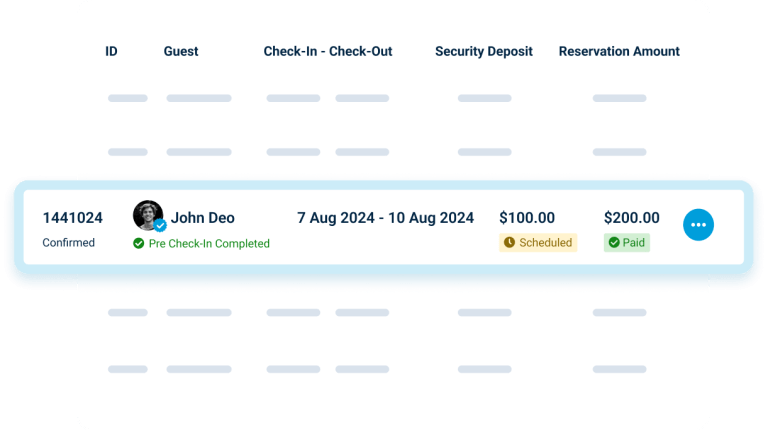 ID Guest Check-In - Check-Out Security Deposit Reservation Amount
1441024 John Deo 7 Aug 2024 - 10 Aug 2024 $100.00 $200.00
Confirmed Pre Check-In Completed Scheduled Paid